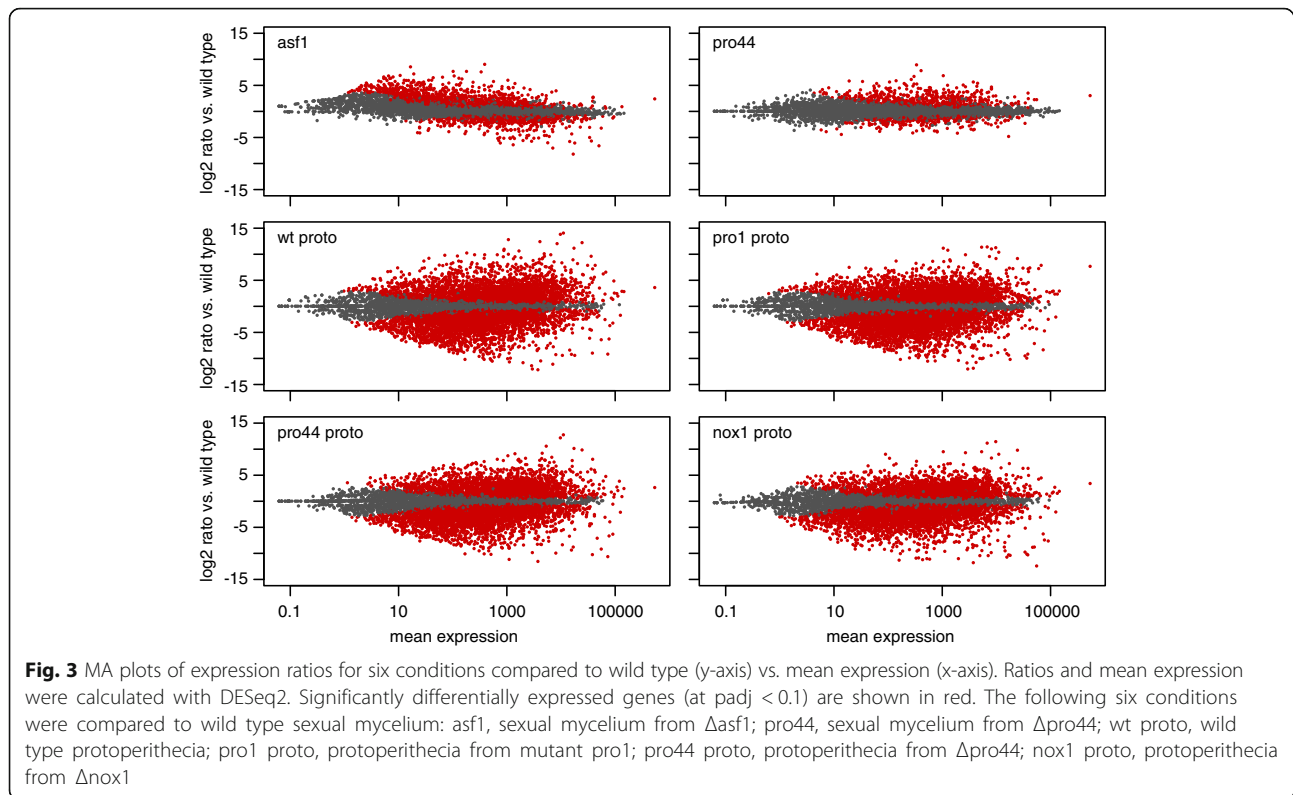 asf1
pro44
15
5
-5
-15
log2 rato vs. wild type
wt proto
pro1 proto
15
5
-5
-15
log2 rato vs. wild type
pro44 proto
nox1 proto
15
5
-5
-15
log2 rato vs. wild type
0.1 10 1000 100000
mean expression
0.1 10 1000 100000
mean expression
Fig. 3 MA plots of expression ratios for six conditions compared to wild type (y-axis) vs. mean expression (x-axis). Ratios and mean expression
were calculated with DESeq2. Significantly differentially expressed genes (at padj < 0.1) are shown in red. The following six conditions
were compared to wild type sexual mycelium: asf1, sexual mycelium from Δasf1; pro44, sexual mycelium from Δpro44; wt proto, wild
type protoperithecia; pro1 proto, protoperithecia from mutant pro1; pro44 proto, protoperithecia from Δpro44; nox1 proto, protoperithecia
from Δnox1